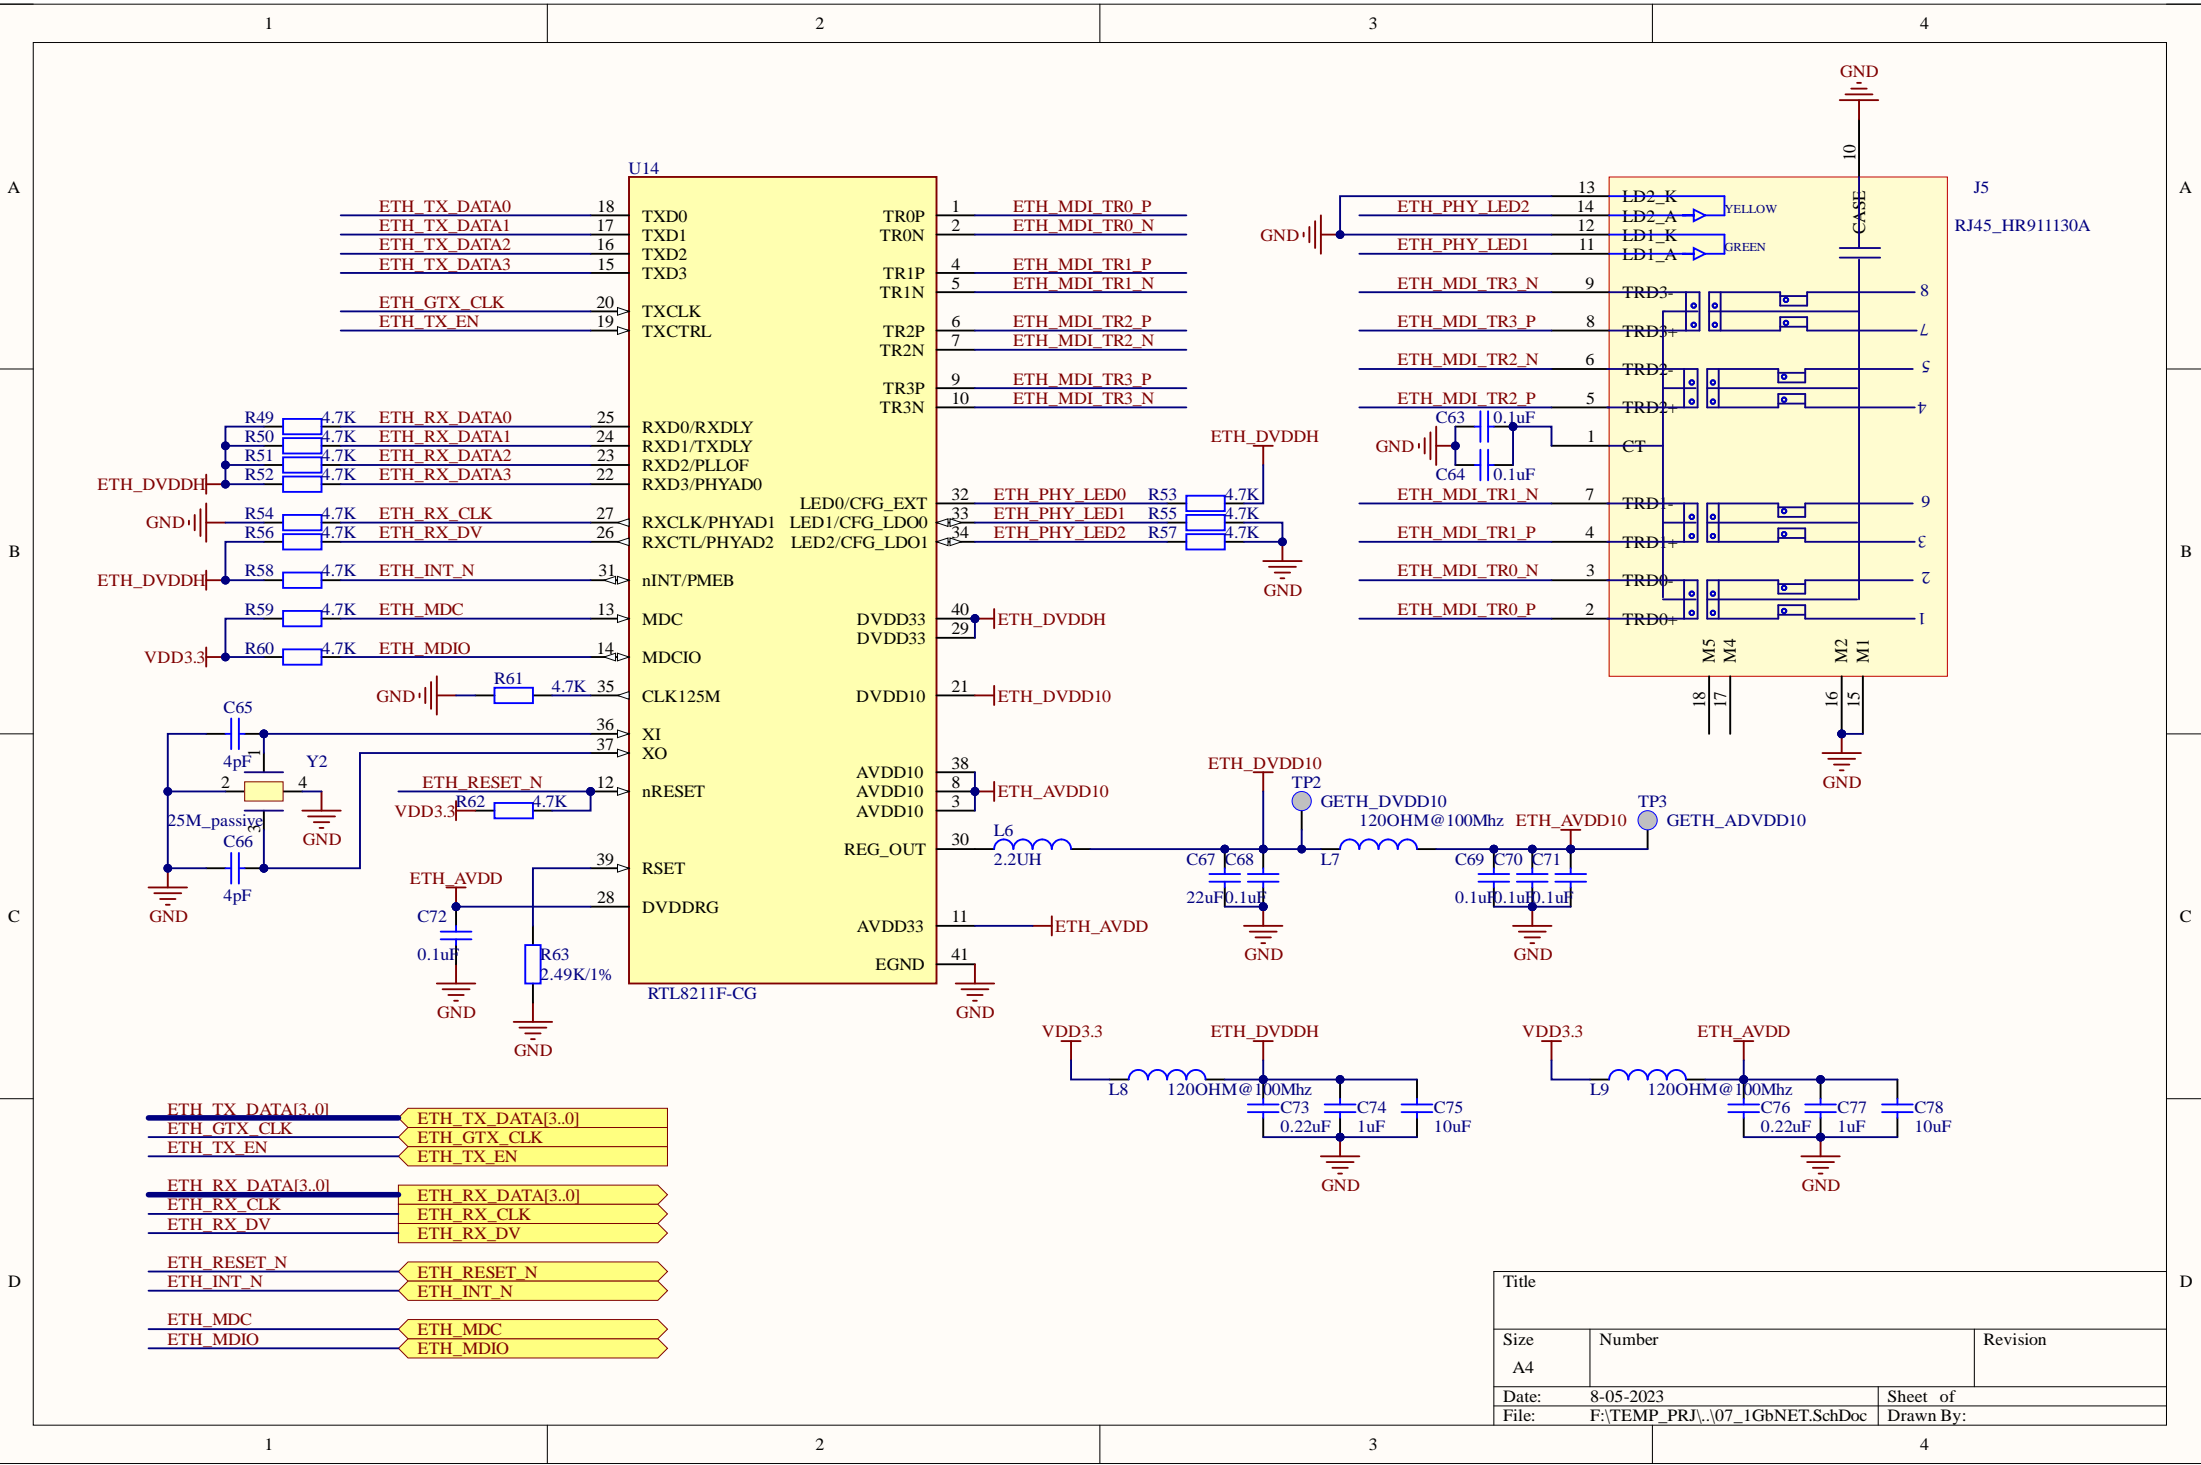 1 2 3 4
A A
B B
C C
D D
1 2 3 4
U14
RTL8211F-CG
ETH_TX_DATA0 18 TXD0
ETH_TX_DATA1 17 TXD1
ETH_TX_DATA2 16 TXD2
ETH_TX_DATA3 15 TXD3
ETH_GTX_CLK 20 TXCLK
ETH_TX_EN 19 TXCTRL
R49 4.7K ETH_RX_DATA0 25 RXD0/RXDLY
R50 4.7K ETH_RX_DATA1 24 RXD1/TXDLY
R51 4.7K ETH_RX_DATA2 23 RXD2/PLLOF
ETH_DVDDH R52 4.7K ETH_RX_DATA3 22 RXD3/PHYAD0
GND R54 4.7K ETH_RX_CLK 27 RXCLK/PHYAD1
R56 4.7K ETH_RX_DV 26 RXCTL/PHYAD2
ETH_DVDDH R58 4.7K ETH_INT_N 31 nINT/PMEB
R59 4.7K ETH_MDC 13 MDC
VDD3.3 R60 4.7K ETH_MDIO 14 MDCIO
GND R61 4.7K 35 CLK125M
36 XI
37 XO
ETH_RESET_N 12 nRESET
VDD3.3 R62 4.7K
39 RSET
28 DVDDRG
C65
4pF
1
2 4
3
Y2
25M_passive
GND
C66
4pF
GND
ETH_AVDD
C72
0.1uF
GND
R63
2.49K/1%
GND
TR0P 1 ETH_MDI_TR0_P
TR0N 2 ETH_MDI_TR0_N
TR1P 4 ETH_MDI_TR1_P
TR1N 5 ETH_MDI_TR1_N
TR2P 6 ETH_MDI_TR2_P
TR2N 7 ETH_MDI_TR2_N
TR3P 9 ETH_MDI_TR3_P
TR3N 10 ETH_MDI_TR3_N
ETH_DVDDH
LED0/CFG_EXT 32 ETH_PHY_LED0 R53 4.7K
LED1/CFG_LDO0 33 ETH_PHY_LED1 R55 4.7K
LED2/CFG_LDO1 34 ETH_PHY_LED2 R57 4.7K
GND
DVDD33 40 ETH_DVDDH
DVDD33 29
DVDD10 21 ETH_DVDD10
AVDD10 38
AVDD10 8 ETH_AVDD10
AVDD10 3
REG_OUT 30
AVDD33 11 ETH_AVDD
EGND 41
GND
L6
2.2UH
ETH_DVDD10
TP2
GETH_DVDD10
C67 C68
22uF 0.1uF
GND
L7
120OHM@100Mhz
ETH_AVDD10
TP3
GETH_ADVDD10
C69 C70 C71
0.1uF 0.1uF 0.1uF
GND
GND
10
CASE
J5
RJ45_HR911130A
13 LD2_K
ETH_PHY_LED2 14 LD2_A YELLOW
GND 12 LD1_K
ETH_PHY_LED1 11 LD1_A GREEN
ETH_MDI_TR3_N 9 TRD3- 8
ETH_MDI_TR3_P 8 TRD3+ 7
ETH_MDI_TR2_N 6 TRD2- 5
ETH_MDI_TR2_P 5 TRD2+ 4
C63 0.1uF
GND 1 CT
C64 0.1uF
ETH_MDI_TR1_N 7 TRD1- 6
ETH_MDI_TR1_P 4 TRD1+ 3
ETH_MDI_TR0_N 3 TRD0- 2
ETH_MDI_TR0_P 2 TRD0+ 1
M5 M4 M2 M1
18 17 16 15
GND
VDD3.3 ETH_DVDDH
L8 120OHM@100Mhz
C73 C74 C75
0.22uF 1uF 10uF
GND
VDD3.3 ETH_AVDD
L9 120OHM@100Mhz
C76 C77 C78
0.22uF 1uF 10uF
GND
ETH_TX_DATA[3..0] ETH_TX_DATA[3..0]
ETH_GTX_CLK ETH_GTX_CLK
ETH_TX_EN ETH_TX_EN
ETH_RX_DATA[3..0] ETH_RX_DATA[3..0]
ETH_RX_CLK ETH_RX_CLK
ETH_RX_DV ETH_RX_DV
ETH_RESET_N ETH_RESET_N
ETH_INT_N ETH_INT_N
ETH_MDC ETH_MDC
ETH_MDIO ETH_MDIO
Title
Size Number Revision
A4
Date: 8-05-2023 Sheet of
File: F:\TEMP_PRJ\..\07_1GbNET.SchDoc Drawn By: